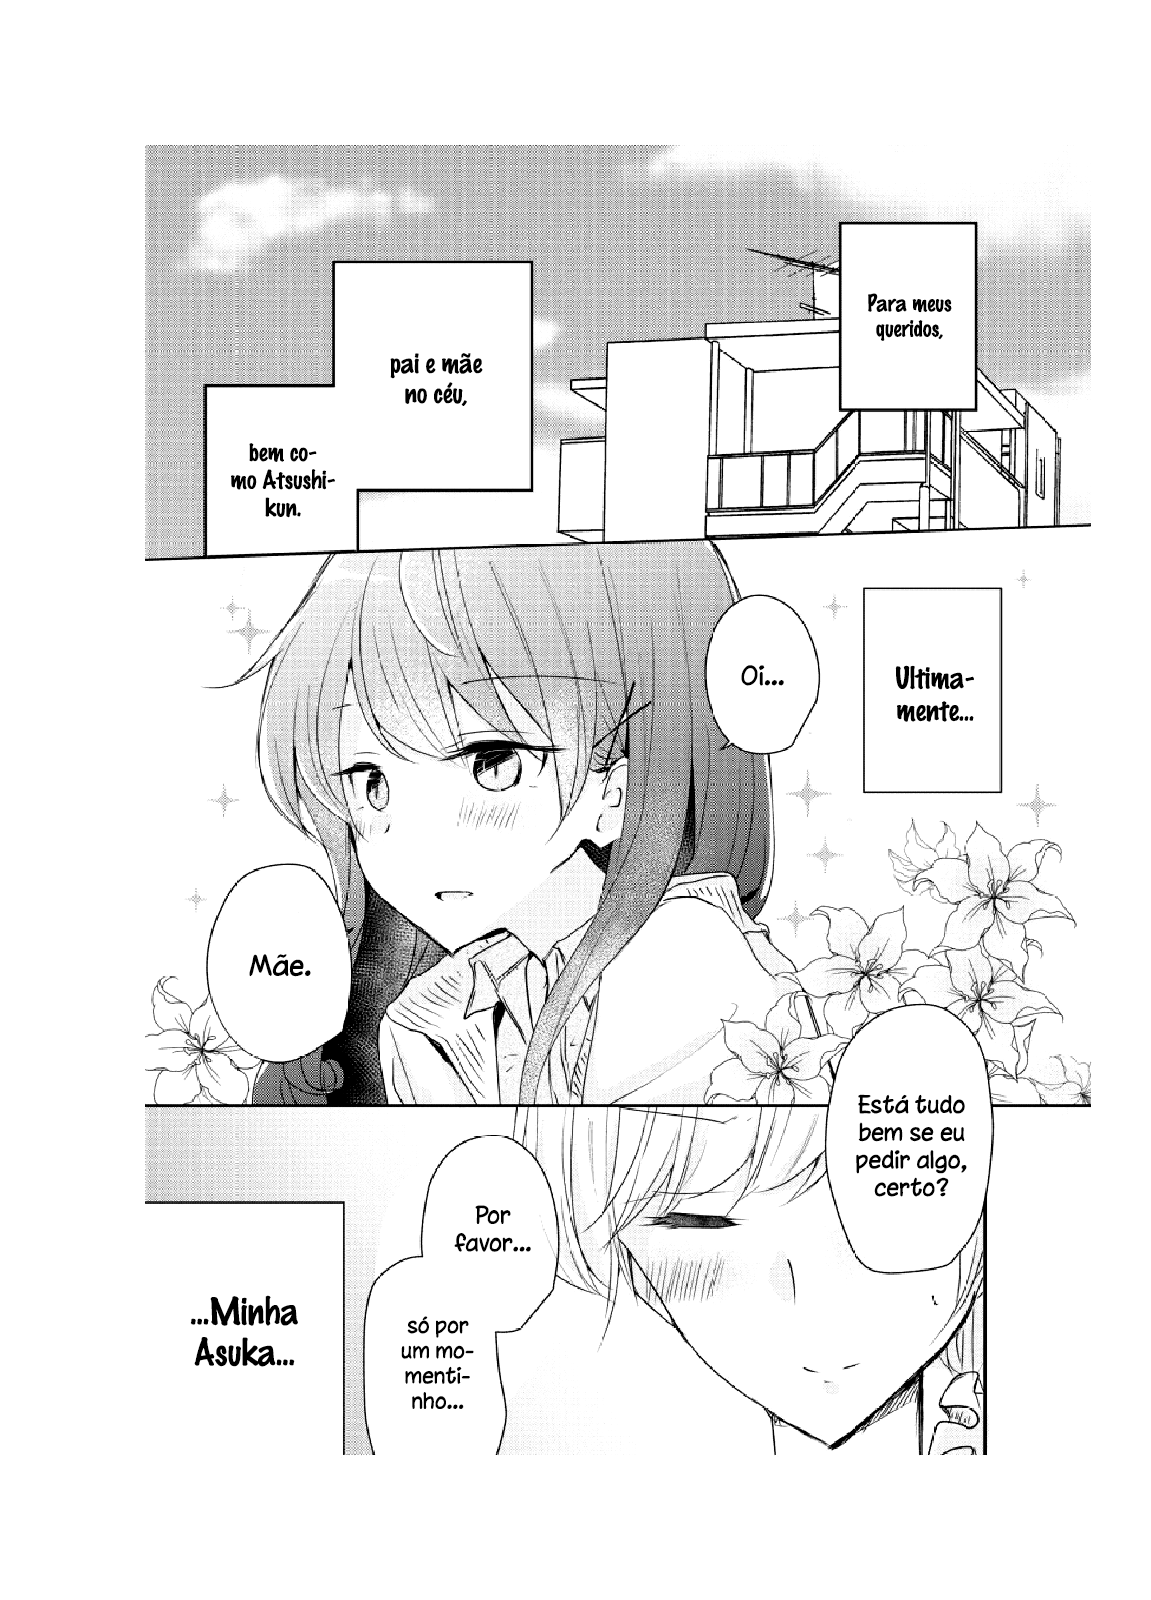 Para meus
queridos,
pai e mãe
no céu,
bem co-
mo Atsushi-
kun.
Ultima-
mente...
Oi...
Mãe.
Está tudo
bem se eu
pedir algo,
certo?
Por
favor...
só por
um mo-
menti-
nho...
...Minha
Asuka...